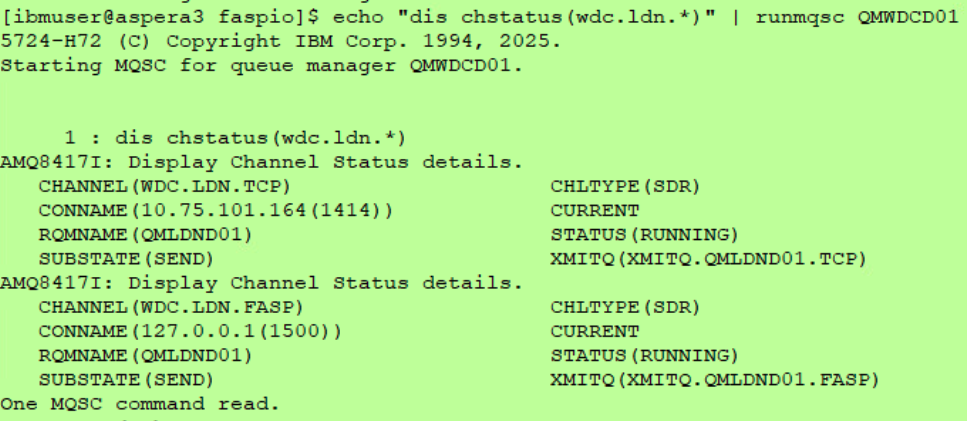 [ibmuser@aspera3 faspio]$ echo "dis chstatus(wdc.ldn.*)" | runmqsc QMWDCD01
5724-H72 (C) Copyright IBM Corp. 1994, 2025.
Starting MQSC for queue manager QMWDCD01.
1 : dis chstatus(wdc.ldn.*)
AMQ8417I: Display Channel Status details.
CHANNEL(WDC.LDN.TCP) CHLTYPE(SDR)
CONNAME(10.75.101.164(1414)) CURRENT
RQMNAME(QMLDND01) STATUS(RUNNING)
SUBSTATE(SEND) XMITQ(XMITQ.QMLDND01.TCP)
AMQ8417I: Display Channel Status details.
CHANNEL(WDC.LDN.FASP) CHLTYPE(SDR)
CONNAME(127.0.0.1(1500)) CURRENT
RQMNAME(QMLDND01) STATUS(RUNNING)
SUBSTATE(SEND) XMITQ(XMITQ.QMLDND01.FASP)
One MQSC command read.